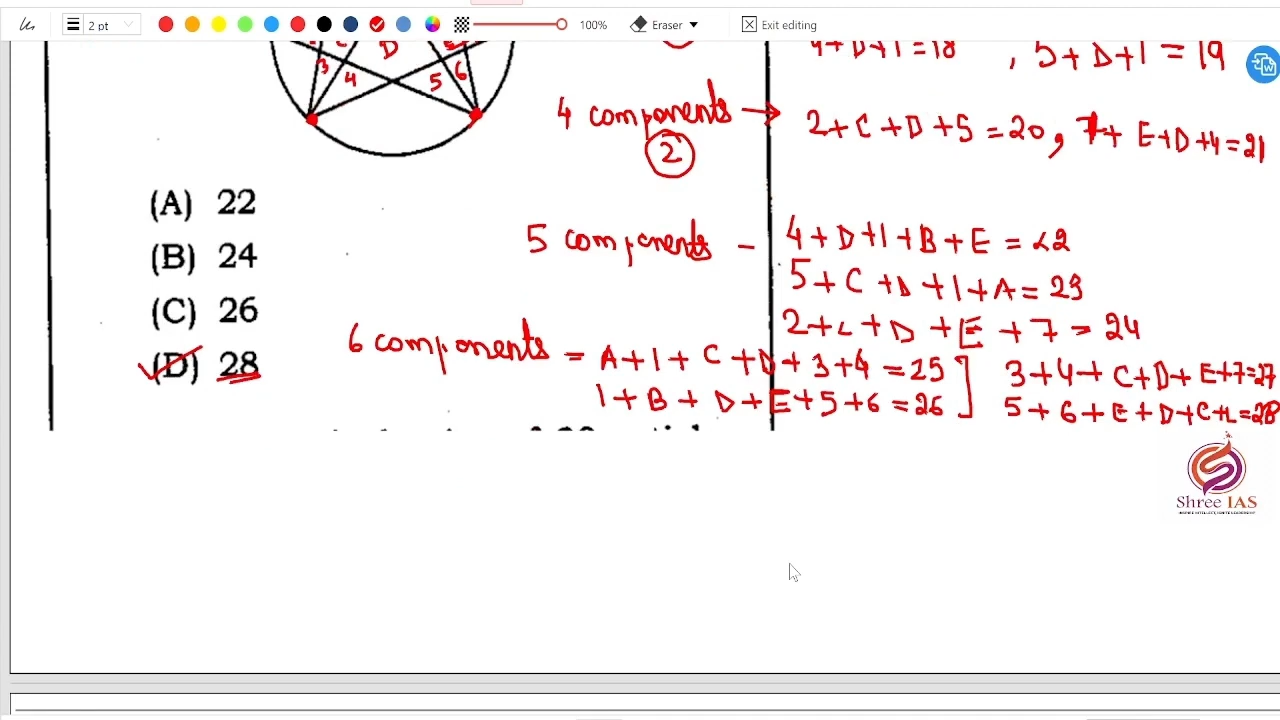 2 pt 100% Eraser Exit editing
D
3 4 5 6
4+D+1=18 , 5+D+1=19
4 components → 2+C+D+5=20, 7+E+D+4=21
2
(A) 22
(B) 24
(C) 26
(D) 28
5 components - 4+D+1+B+E=22
5+C+D+1+A=23
2+C+D+E+7=24
6 components = A+1+C+D+3+4=25
1+B+D+E+5+6=26
3+4+C+D+E+7=27
5+6+E+D+C+2=28
Shree IAS